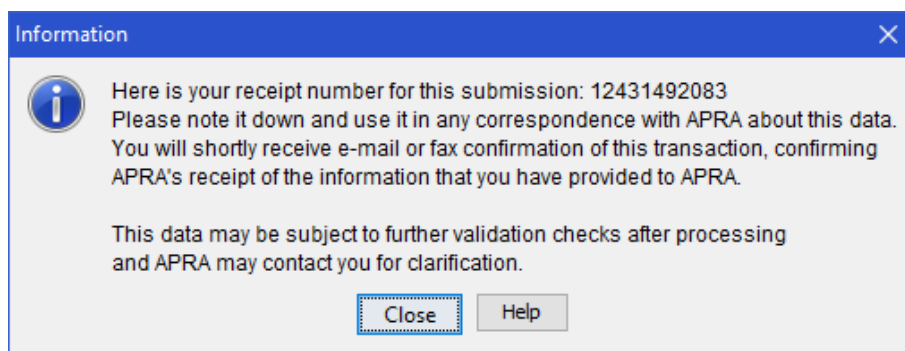 Information
Here is your receipt number for this submission: 12431492083
Please note it down and use it in any correspondence with APRA about this data.
You will shortly receive e-mail or fax confirmation of this transaction, confirming
APRA's receipt of the information that you have provided to APRA.
This data may be subject to further validation checks after processing
and APRA may contact you for clarification.
Close Help